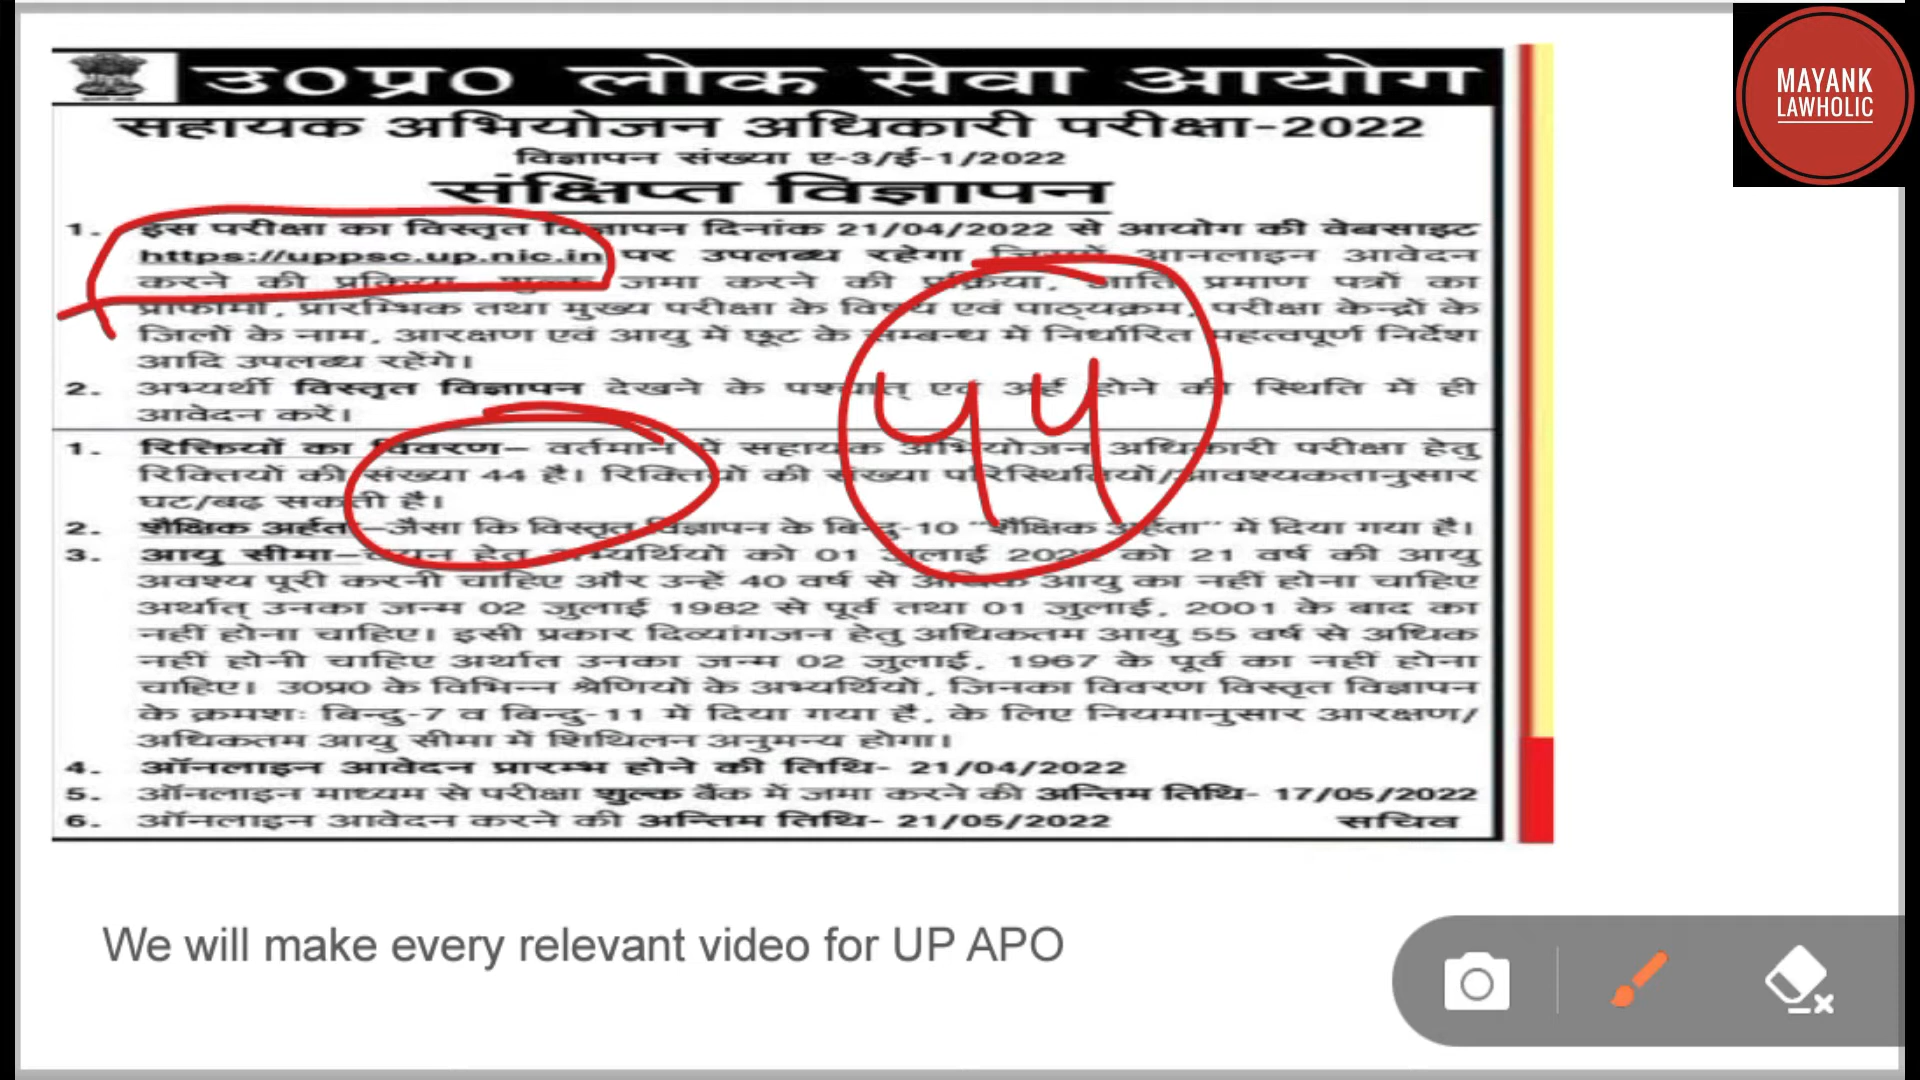 उ0प्र0 लोक सेवा आयोग
MAYANK
LAWHOLIC
सहायक अभियोजन अधिकारी परीक्षा-2022
विज्ञापन संख्या ए-3/ई-1/2022
संक्षिप्त विज्ञापन
1. इस परीक्षा का विस्तृत विज्ञापन दिनांक 21/04/2022 से आयोग की वेबसाइट
https://uppsc.up.nic.in पर उपलब्ध रहेगा जिसमें आनलाइन आवेदन
करने की प्रक्रिया, शुल्क जमा करने की प्रक्रिया, जाति प्रमाण पत्रों का
प्रोफार्मा, प्रारम्भिक तथा मुख्य परीक्षा के विषय एवं पाठ्यक्रम, परीक्षा केन्द्रों के
जिलों के नाम, आरक्षण एवं आयु में छूट के सम्बन्ध में निर्धारित महत्वपूर्ण निर्देश
आदि उपलब्ध रहेंगे।
2. अभ्यर्थी विस्तृत विज्ञापन देखने के पश्चात् एवं अर्ह होने की स्थिति में ही
आवेदन करें।
44
1. रिक्तियों का विवरण– वर्तमान में सहायक अभियोजन अधिकारी परीक्षा हेतु
रिक्तियों की संख्या 44 है। रिक्तियों की संख्या परिस्थितियों/आवश्यकतानुसार
घट/बढ़ सकती है।
2. शैक्षिक अर्हता–जैसा कि विस्तृत विज्ञापन के बिन्दु-10 "शैक्षिक अर्हता" में दिया गया है।
3. आयु सीमा–चयन हेतु अभ्यर्थियों को 01 जुलाई 2022 को 21 वर्ष की आयु
अवश्य पूरी करनी चाहिए और उन्हें 40 वर्ष से अधिक आयु का नहीं होना चाहिए
अर्थात् उनका जन्म 02 जुलाई 1982 से पूर्व तथा 01 जुलाई, 2001 के बाद का
नहीं होना चाहिए। इसी प्रकार दिव्यांगजन हेतु अधिकतम आयु 55 वर्ष से अधिक
नहीं होनी चाहिए अर्थात उनका जन्म 02 जुलाई, 1967 के पूर्व का नहीं होना
चाहिए। उ0प्र0 के विभिन्न श्रेणियों के अभ्यर्थियों, जिनका विवरण विस्तृत विज्ञापन
के क्रमशः बिन्दु-7 व बिन्दु-11 में दिया गया है, के लिए नियमानुसार आरक्षण/
अधिकतम आयु सीमा में शिथिलन अनुमन्य होगा।
4. ऑनलाइन आवेदन प्रारम्भ होने की तिथि- 21/04/2022
5. ऑनलाइन माध्यम से परीक्षा शुल्क बैंक में जमा करने की अन्तिम तिथि- 17/05/2022
6. ऑनलाइन आवेदन करने की अन्तिम तिथि- 21/05/2022 सचिव
We will make every relevant video for UP APO